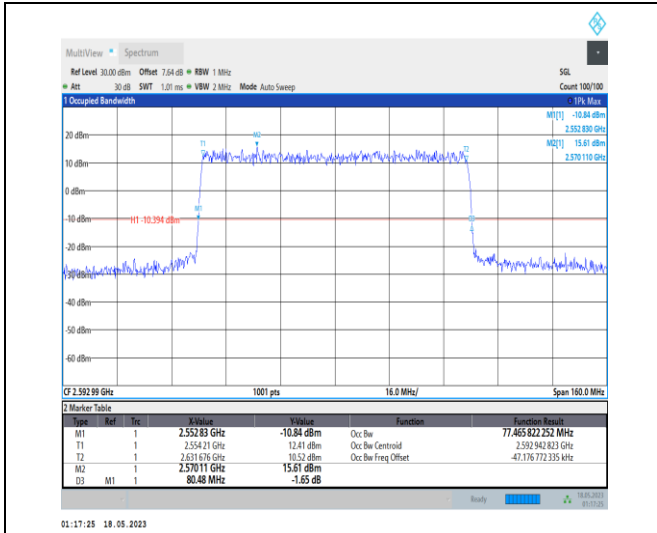 MultiView Spectrum
Ref Level 30.00 dBm Offset 7.64 dB RBW 1 MHz SGL
Att 30 dB SWT 1.01 ms VBW 2 MHz Mode Auto Sweep Count 100/100
1 Occupied Bandwidth 1Pk Max
M1[1] -10.84 dBm
2.552 830 GHz
M2[1] 15.61 dBm
2.570 110 GHz
20 dBm
T1 M2 T2
10 dBm
0 dBm
M1
-10 dBm H1 -10.394 dBm
-20 dBm
-30 dBm
-40 dBm
-50 dBm
-60 dBm
CF 2.592 99 GHz 1001 pts 16.0 MHz/ Span 160.0 MHz
2 Marker Table
Type Ref Trc X-Value Y-Value Function Function Result
M1 1 2.552 83 GHz -10.84 dBm Occ Bw 77.465 822 252 MHz
T1 1 2.554 21 GHz 12.41 dBm Occ Bw Centroid 2.592 942 823 GHz
T2 1 2.631 676 GHz 10.52 dBm Occ Bw Freq Offset -47.176 772 335 kHz
M2 1 2.570 11 GHz 15.61 dBm
D3 M1 1 80.48 MHz -1.65 dB
Ready 18.05.2023
01:17:25
01:17:25 18.05.2023